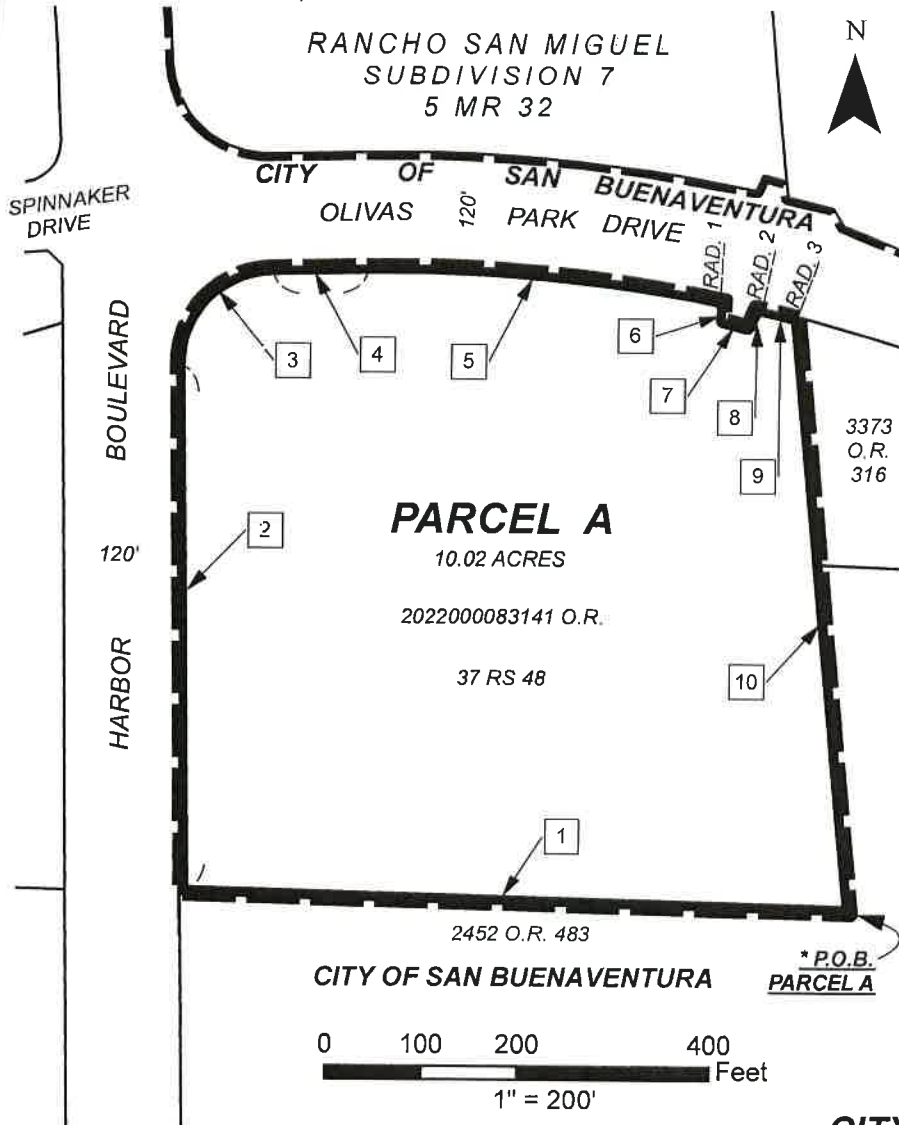 RANCHO SAN MIGUEL
SUBDIVISION 7
5 MR 32
N
SPINNAKER
DRIVE
CITY OF SAN BUENAVENTURA
OLIVAS 120' PARK DRIVE
RAD. 1
RAD. 2
RAD. 3
3
4
5
6
7
8
9
BOULEVARD
3373
O.R.
316
2
120'
PARCEL A
10.02 ACRES
2022000083141 O.R.
37 RS 48
10
HARBOR
1
2452 O.R. 483
* P.O.B.
PARCEL A
CITY OF SAN BUENAVENTURA
0 100 200 400
Feet
1" = 200'